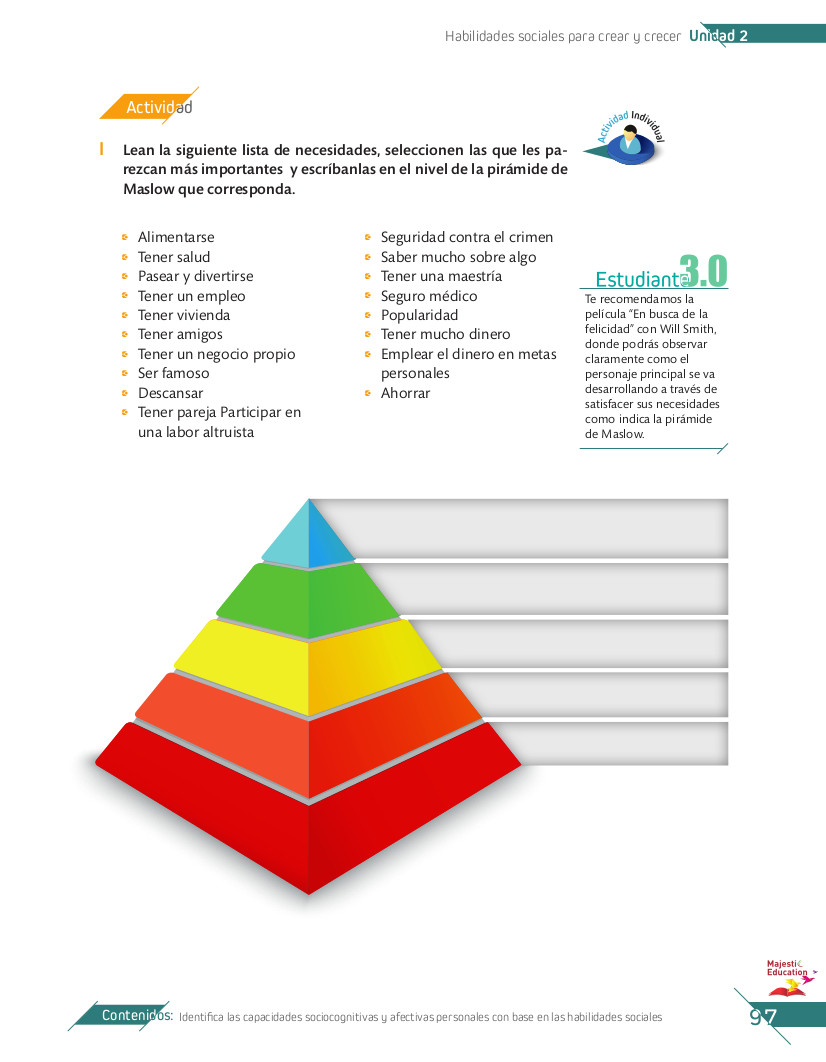 Habilidades sociales para crear y crecer Unidad 2
Actividad
1 Lean la siguiente lista de necesidades, seleccionen las que les pa-
rezcan más importantes y escríbanlas en el nivel de la pirámide de
Maslow que corresponda.
Actividad Individual
Alimentarse
Tener salud
Pasear y divertirse
Tener un empleo
Tener vivienda
Tener amigos
Tener un negocio propio
Ser famoso
Descansar
Tener pareja Participar en
una labor altruista
Seguridad contra el crimen
Saber mucho sobre algo
Tener una maestría
Seguro médico
Popularidad
Tener mucho dinero
Emplear el dinero en metas
personales
Ahorrar
Estudiante 3.0
Te recomendamos la
película “En busca de la
felicidad” con Will Smith,
donde podrás observar
claramente como el
personaje principal se va
desarrollando a través de
satisfacer sus necesidades
como indica la pirámide
de Maslow.
Majestic
Education
Contenidos: Identifica las capacidades sociocognitivas y afectivas personales con base en las habilidades sociales
97